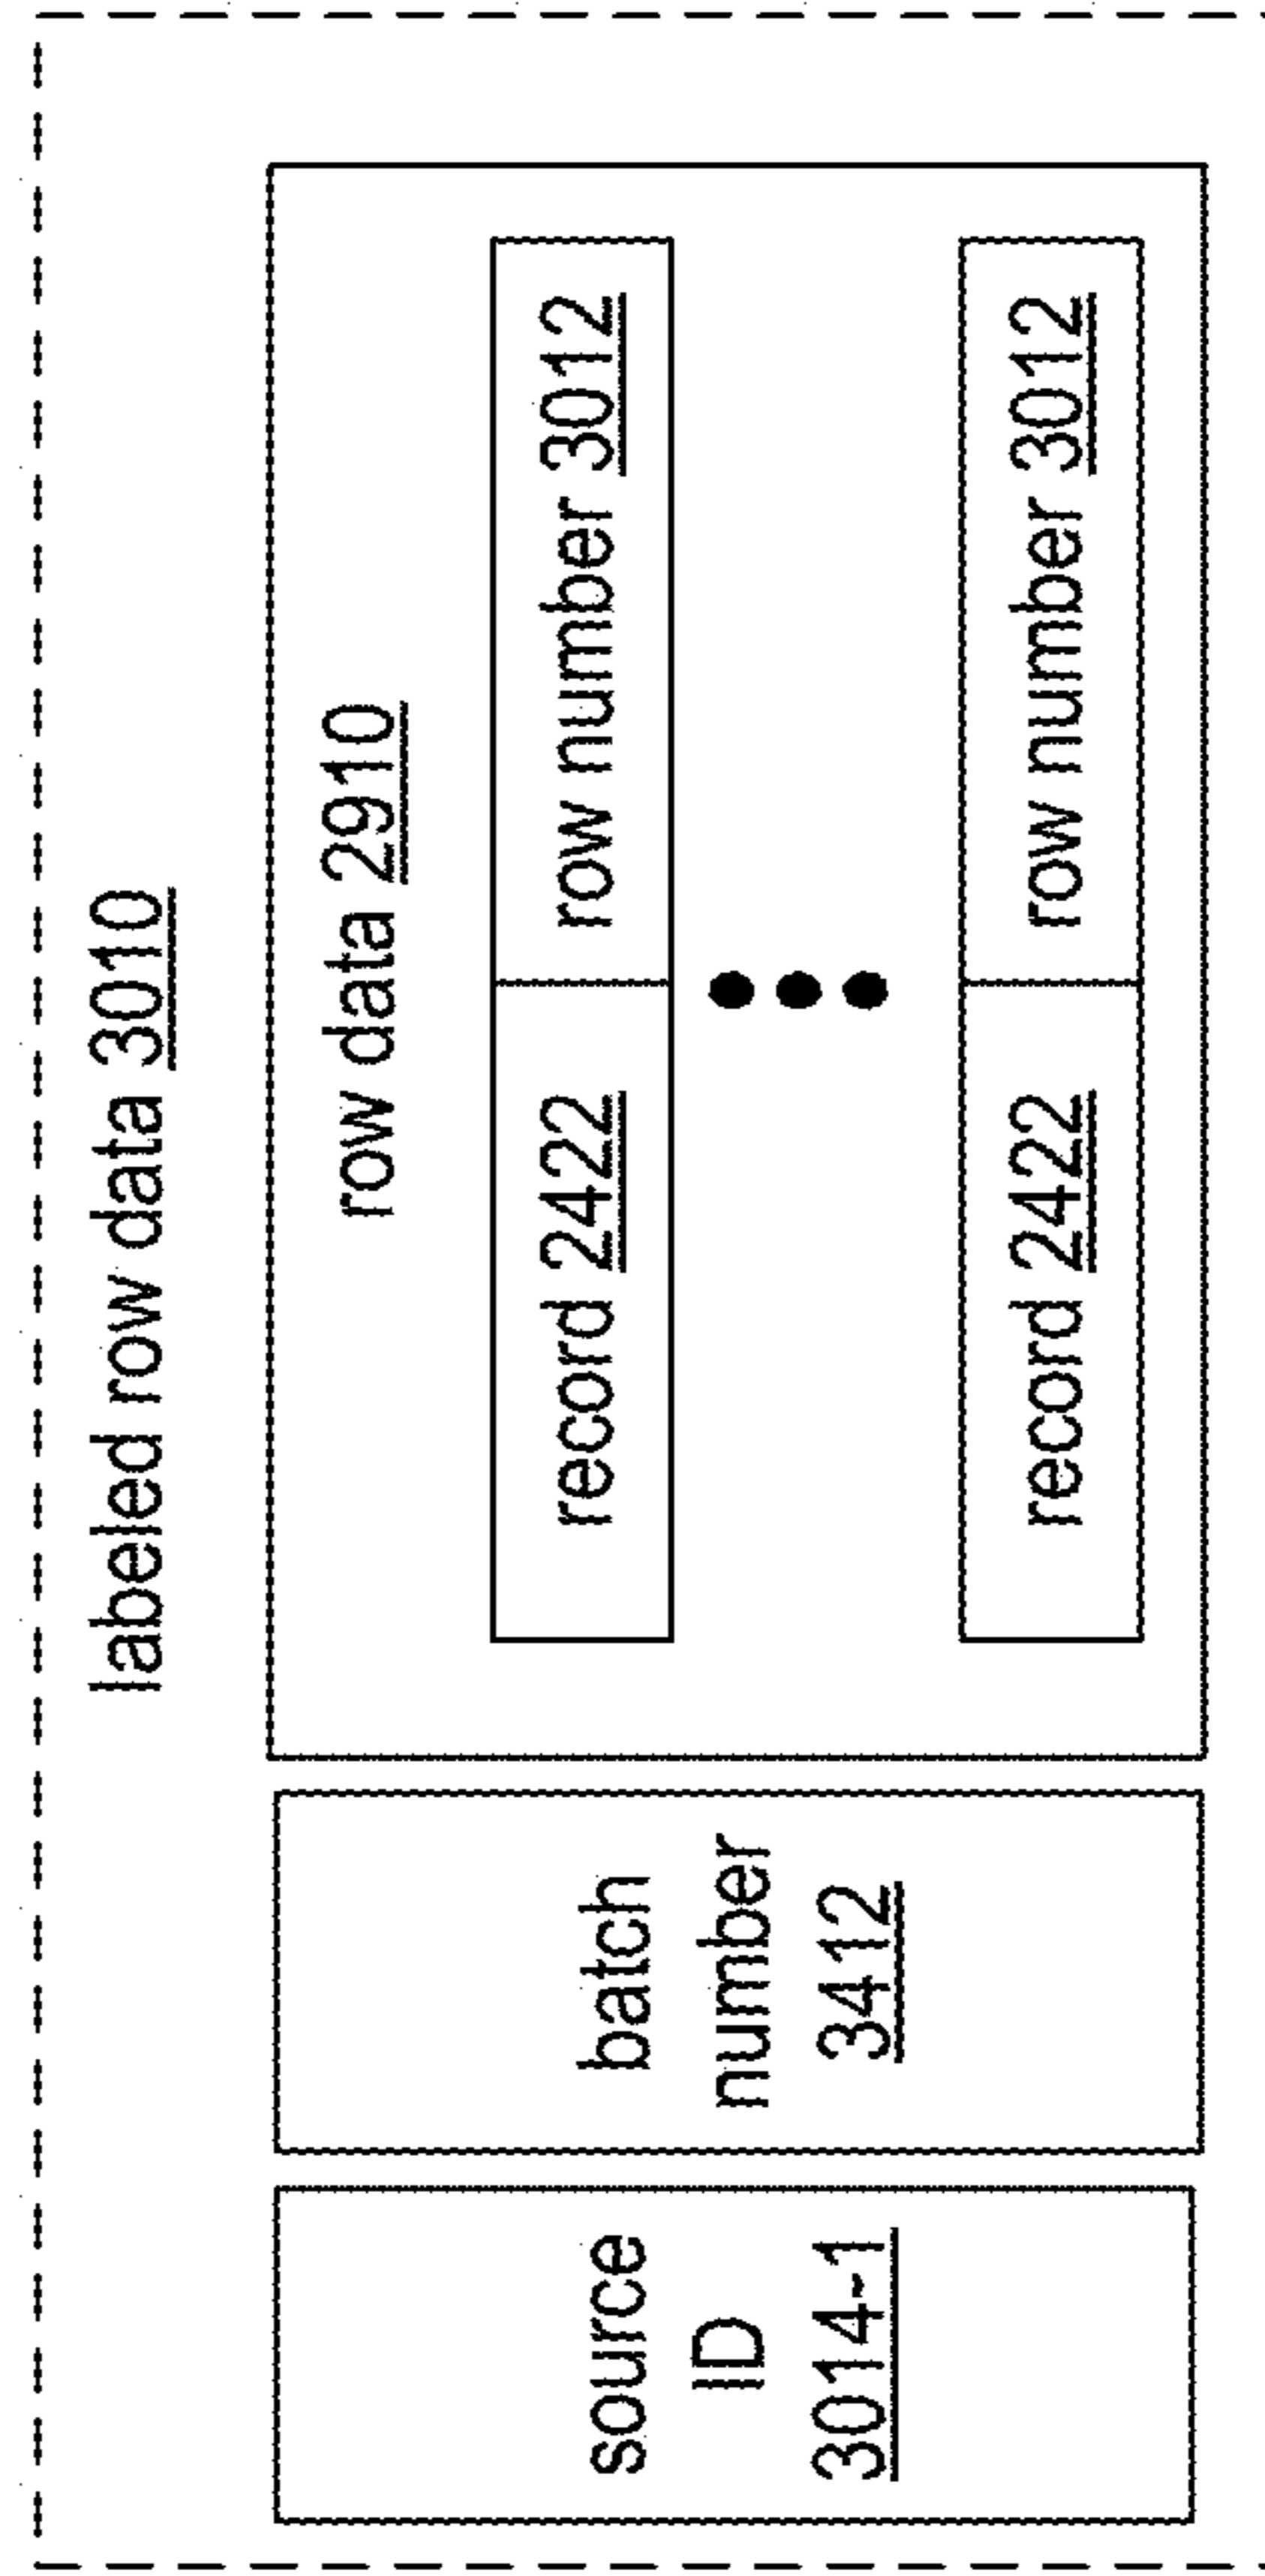 labeled row data 3010
source
ID
3014-1
batch
number
3412
row data 2910
record 2422 row number 3012
record 2422 row number 3012